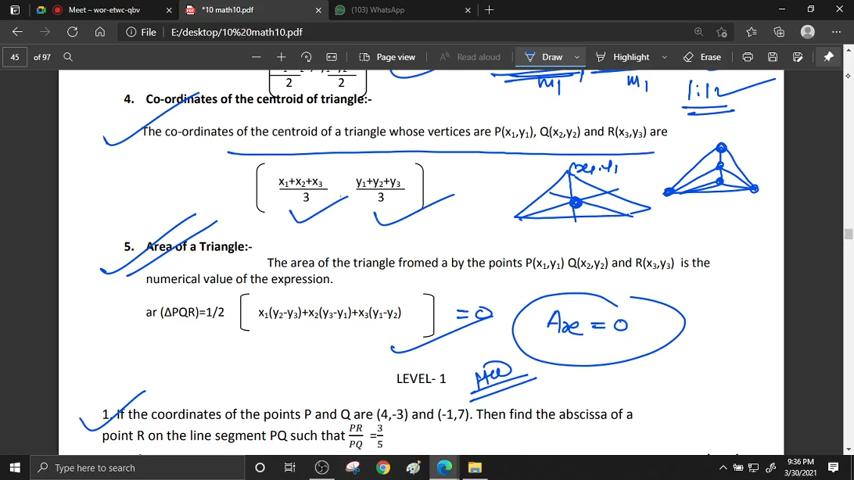 Meet – wor-etwc-qbv
*10 math10.pdf
(103) WhatsApp
File | E:/desktop/10%20math10.pdf
45 of 97
Page view
Read aloud
Draw
Highlight
Erase
2 2
m1 m1
1:1/2
4. Co-ordinates of the centroid of triangle:-
The co-ordinates of the centroid of a triangle whose vertices are P(x1,y1), Q(x2,y2) and R(x3,y3) are
x1+x2+x3 y1+y2+y3
3 3
5. Area of a Triangle:-
The area of the triangle fromed a by the points P(x1,y1) Q(x2,y2) and R(x3,y3) is the
numerical value of the expression.
ar (ΔPQR)=1/2 [ x1(y2-y3)+x2(y3-y1)+x3(y1-y2) ] =0
= 0
LEVEL- 1
1. If the coordinates of the points P and Q are (4,-3) and (-1,7). Then find the abscissa of a
point R on the line segment PQ such that PR/PQ =3/5
Type here to search
9:36 PM
3/30/2021